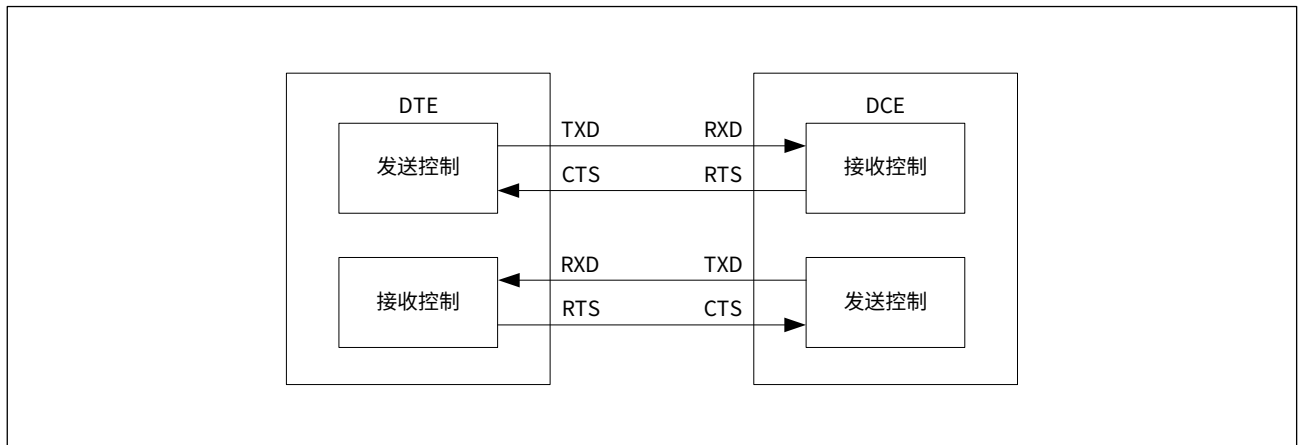 DTE DCE
TXD RXD
发送控制 接收控制
CTS RTS
RXD TXD
接收控制 发送控制
RTS CTS